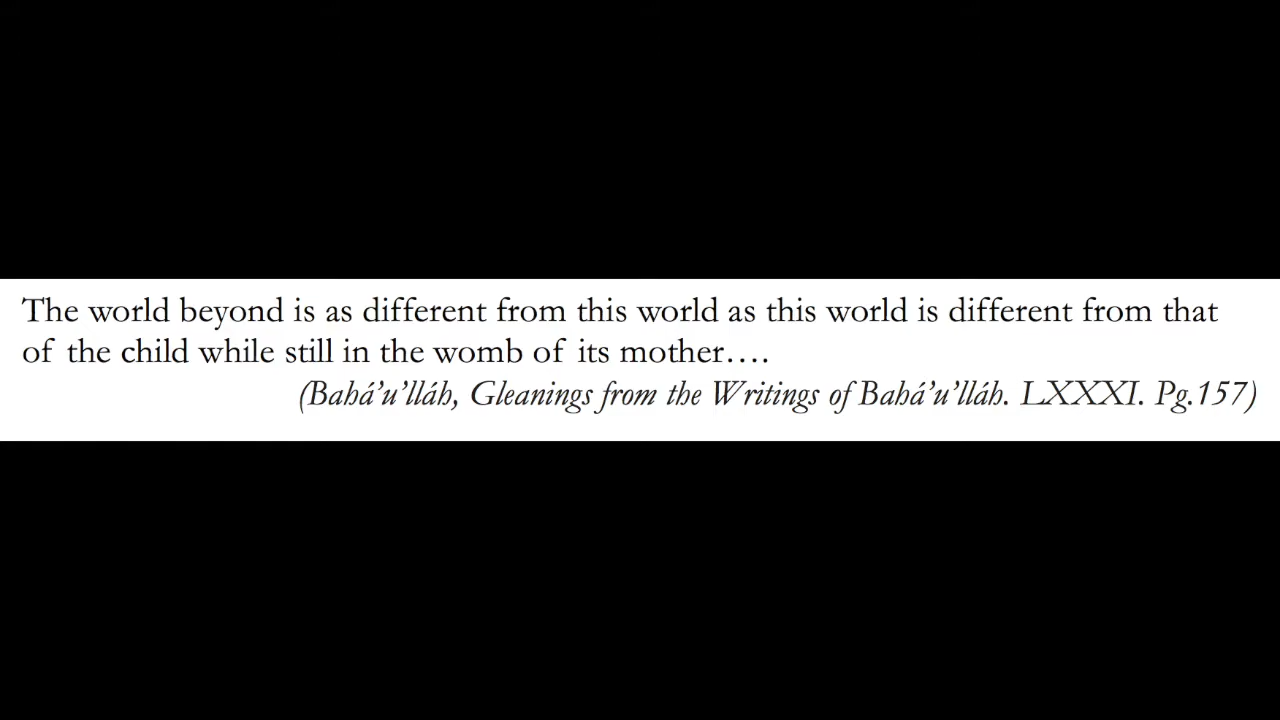 The world beyond is as different from this world as this world is different from that
of the child while still in the womb of its mother….
(Bahá’u’lláh, Gleanings from the Writings of Bahá’u’lláh. LXXXI. Pg.157)